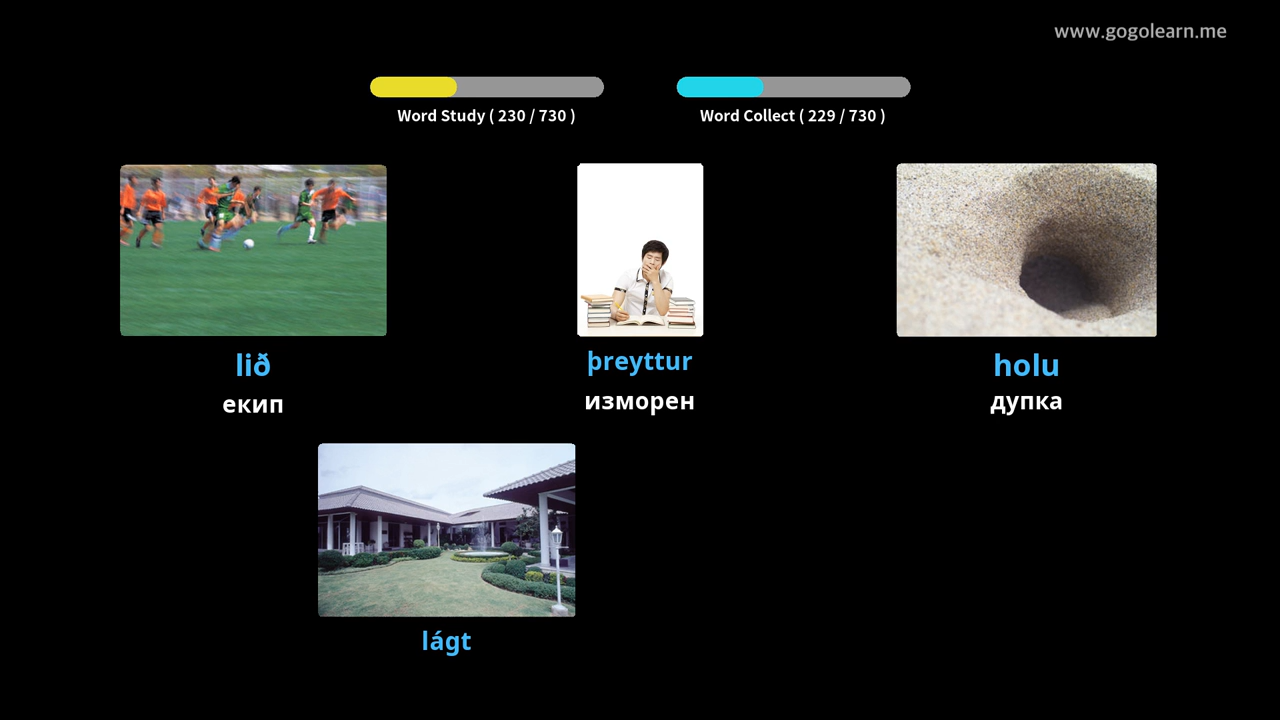 www.gogolearn.me
Word Study ( 230 / 730 )
Word Collect ( 229 / 730 )
lið
þreyttur
holu
екип
изморен
дупка
lágt